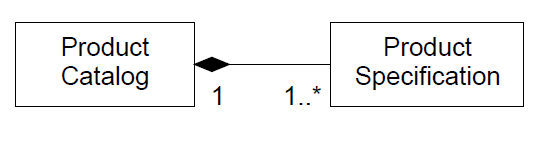 Product
Catalog
1
1..*
Product
Specification